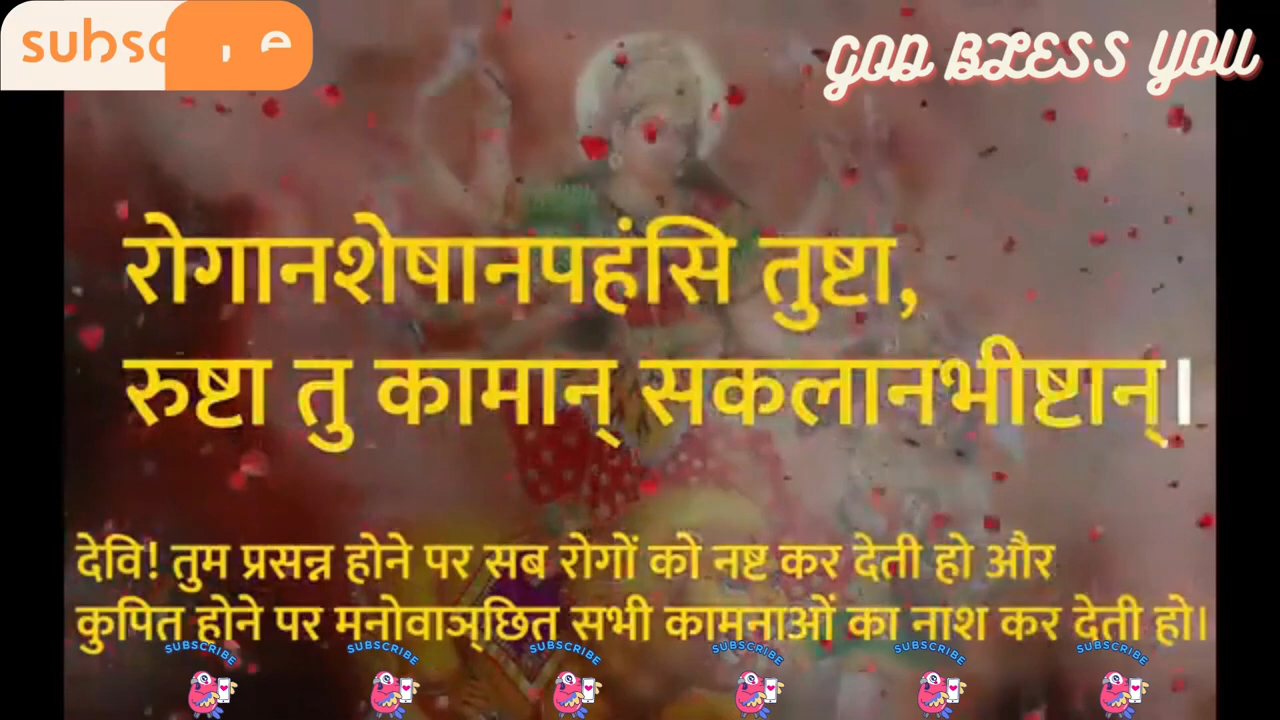 GOD BLESS YOU
रोगानशेषानपहंसि तुष्टा,
रुष्टा तु कामान् सकलानभीष्टान्।
देवि! तुम प्रसन्न होने पर सब रोगों को नष्ट कर देती हो और
कुपित होने पर मनोवाञ्छित सभी कामनाओं का नाश कर देती हो।
SUBSCRIBE SUBSCRIBE SUBSCRIBE SUBSCRIBE SUBSCRIBE SUBSCRIBE